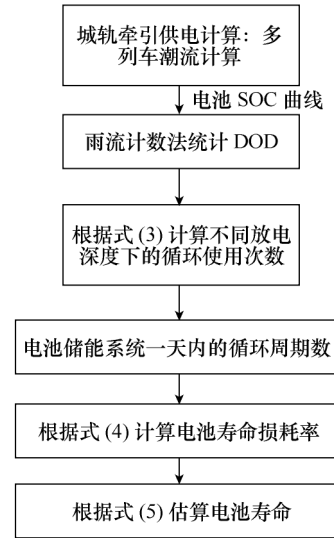 城轨牵引供电计算：多
列车潮流计算
电池 SOC 曲线
雨流计数法统计 DOD
根据式 (3) 计算不同放电
深度下的循环使用次数
电池储能系统一天内的循环周期数
根据式 (4) 计算电池寿命损耗率
根据式 (5) 估算电池寿命